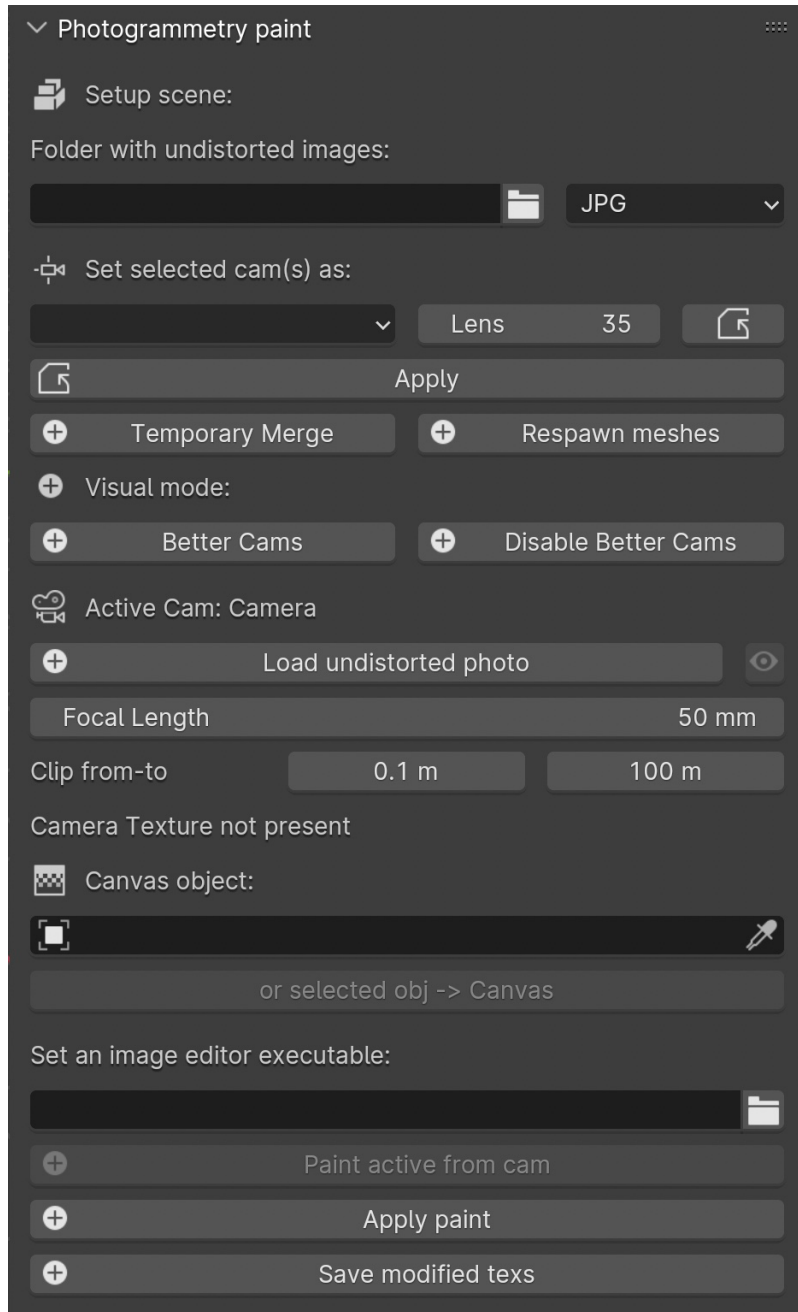 Photogrammetry paint
Setup scene:
Folder with undistorted images:
JPG
Set selected cam(s) as:
Lens 35
Apply
Temporary Merge Respawn meshes
Visual mode:
Better Cams Disable Better Cams
Active Cam: Camera
Load undistorted photo
Focal Length 50 mm
Clip from-to 0.1 m 100 m
Camera Texture not present
Canvas object:
or selected obj -> Canvas
Set an image editor executable:
Paint active from cam
Apply paint
Save modified texs